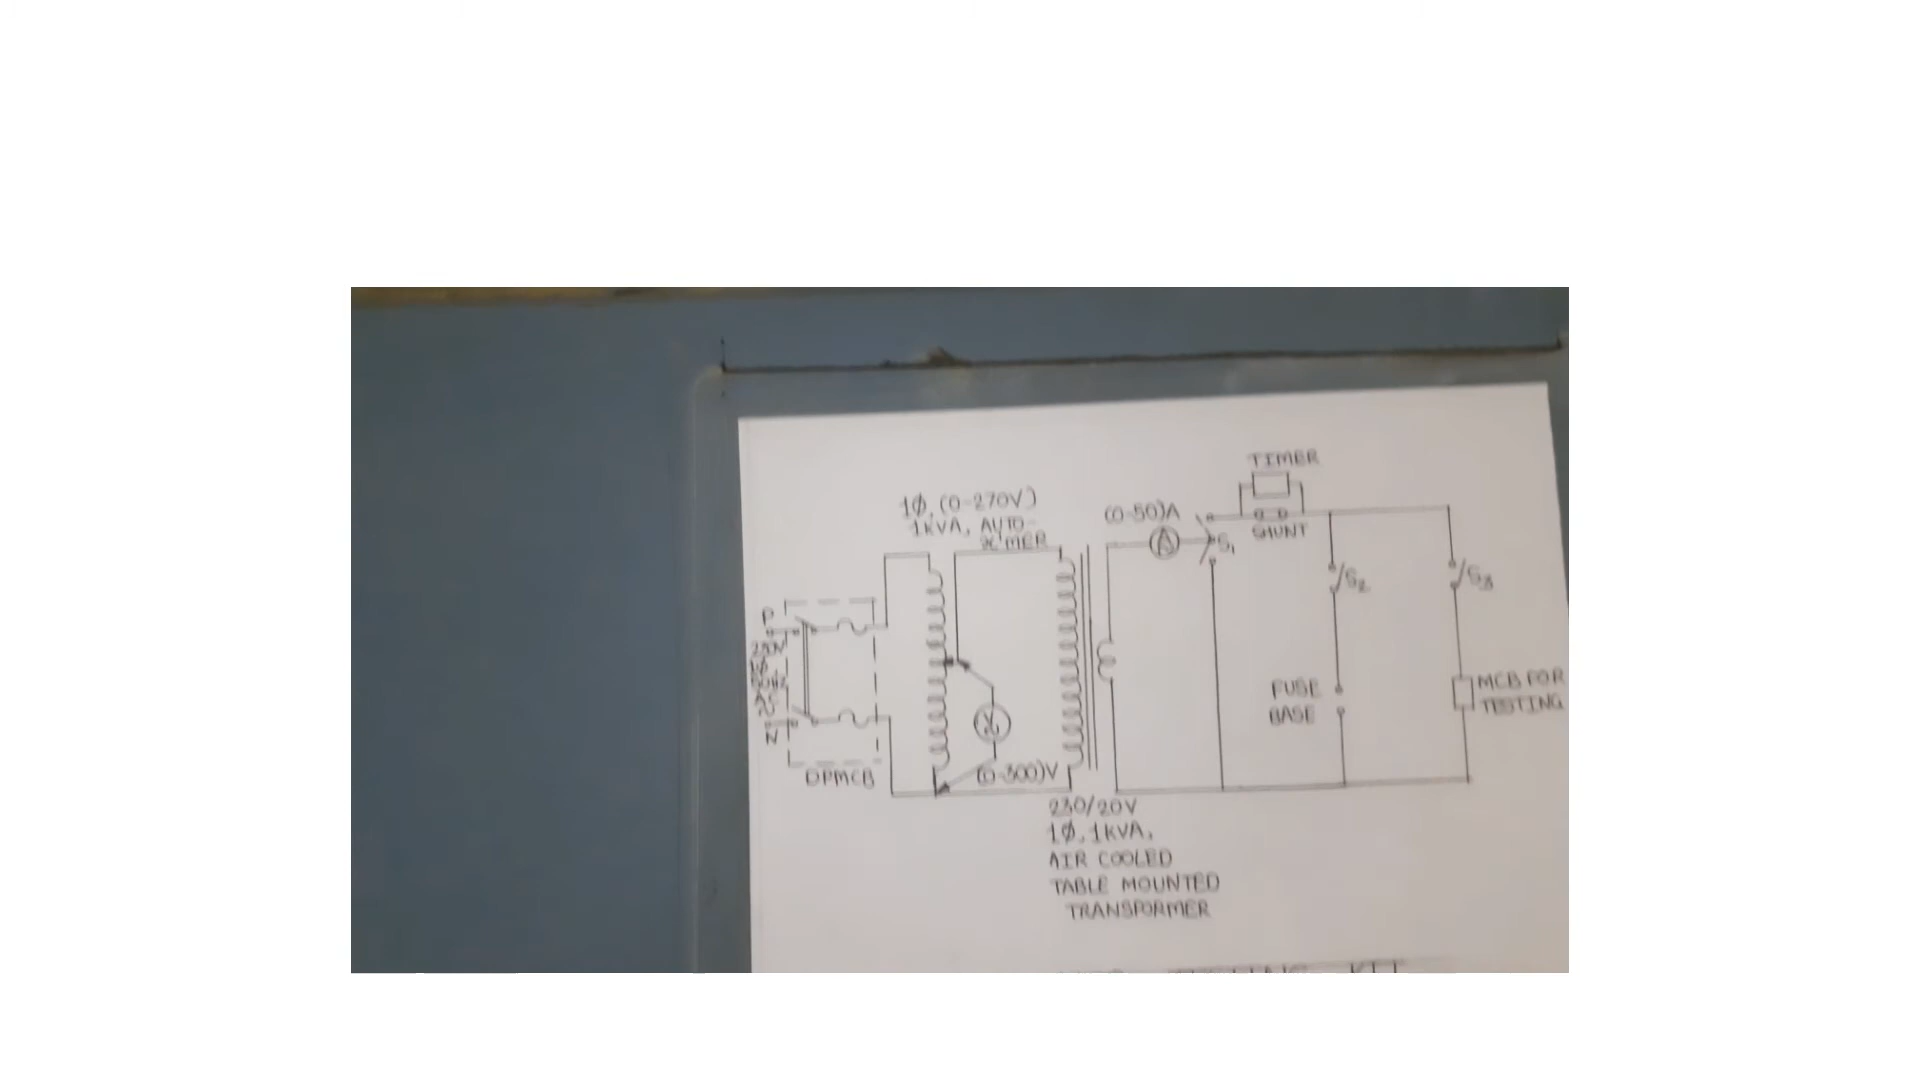 TIMER
1Ø, (0-270V)
1KVA, AUTO-
X'MER
(0-50)A
A
S1
SHUNT
S2
S3
P
230V
1Ø
50HZ
N
DPMCB
V
(0-300)V
FUSE
BASE
MCB FOR
TESTING
230/20V
1Ø, 1KVA,
AIR COOLED
TABLE MOUNTED
TRANSFORMER